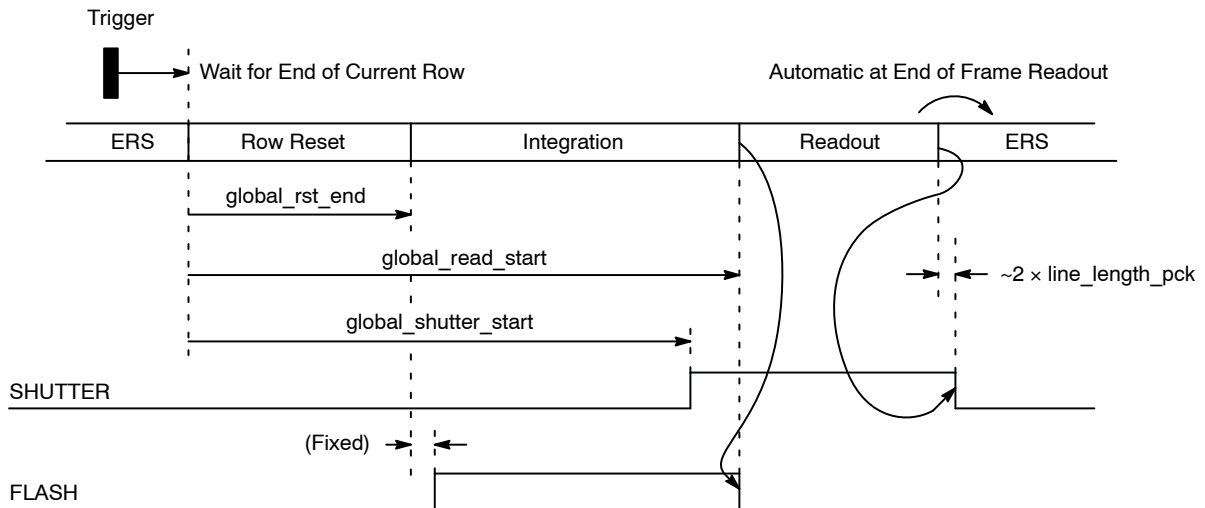 Trigger
Wait for End of Current Row
Automatic at End of Frame Readout
ERS
Row Reset
Integration
Readout
ERS
global_rst_end
global_read_start
~2 × line_length_pck
global_shutter_start
SHUTTER
(Fixed)
FLASH